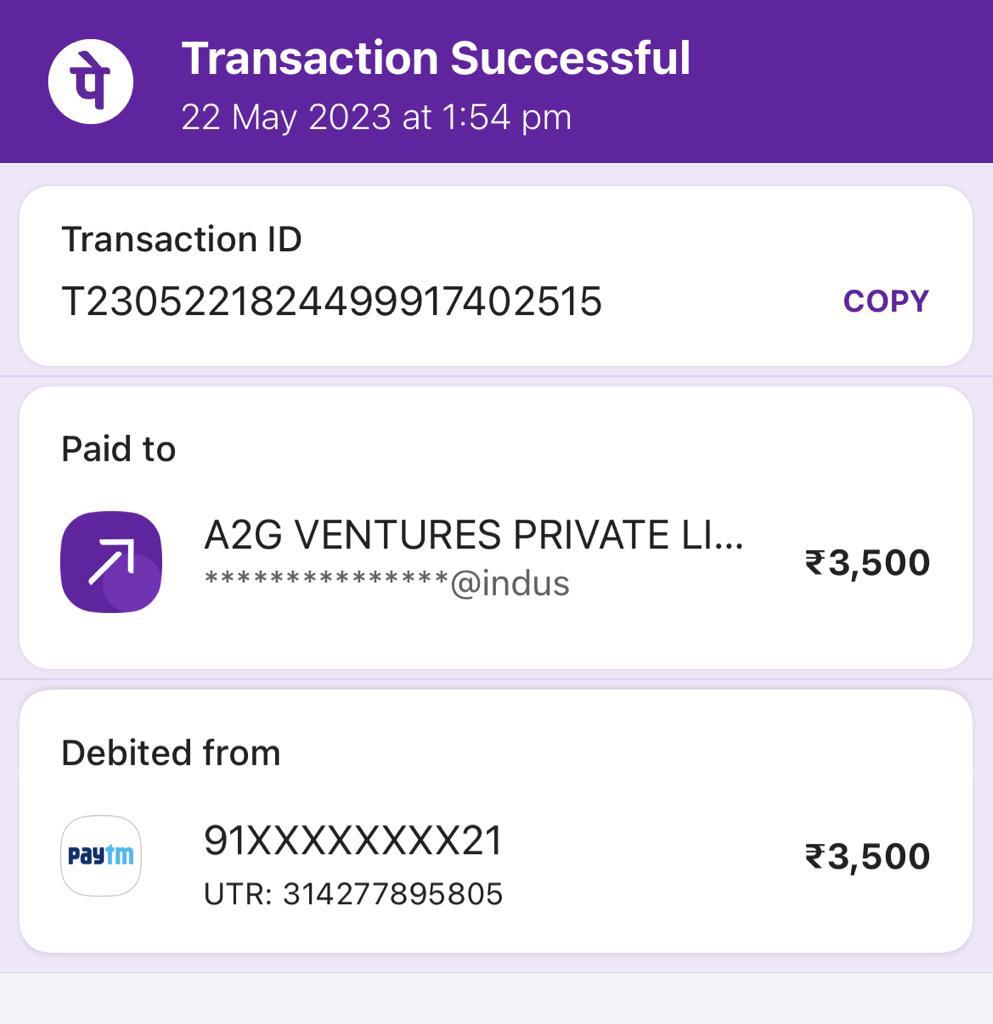 पे
Transaction Successful
22 May 2023 at 1:54 pm
Transaction ID
T2305221824499917402515
COPY
Paid to
A2G VENTURES PRIVATE LI...
***************@indus
₹3,500
Debited from
paytm
91XXXXXXXX21
₹3,500
UTR: 314277895805